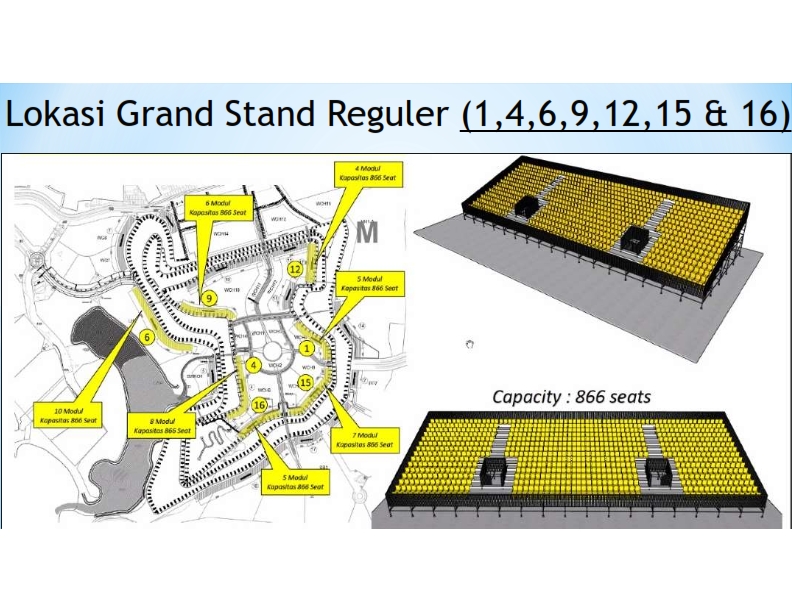 Lokasi Grand Stand Reguler (1,4,6,9,12,15 & 16)
4 Modul
Kapasitas 866 Seat
6 Modul
Kapasitas 866 Seat
M
12
5 Modul
Kapasitas 866 Seat
9
6
1
4
15
16
10 Modul
Kapasitas 866 Seat
8 Modul
Kapasitas 866 Seat
7 Modul
Kapasitas 866 Seat
5 Modul
Kapasitas 866 Seat
Capacity : 866 seats